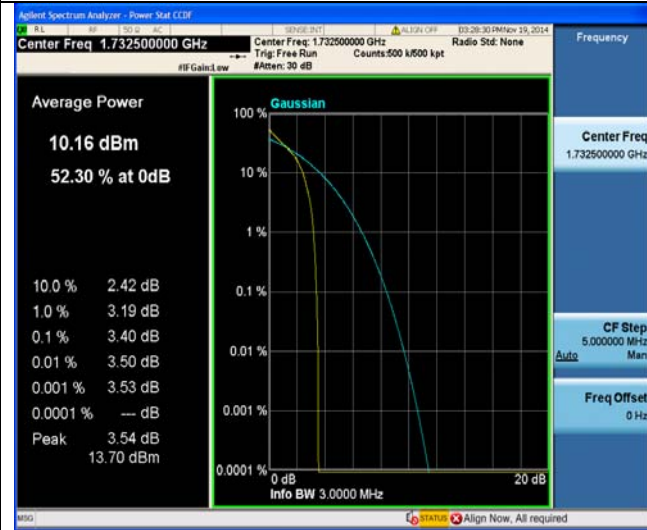 Agilent Spectrum Analyzer - Power Stat CCDF
RL RF 50 Ω AC SENSE:INT ALIGN OFF 03:28:30 PM Nov 19, 2014
Center Freq 1.732500000 GHz
Center Freq: 1.732500000 GHz Radio Std: None
Trig: Free Run Counts:500 k/500 kpt
#IFGain:Low #Atten: 30 dB
Frequency
Average Power
10.16 dBm
52.30 % at 0dB
10.0 % 2.42 dB
1.0 % 3.19 dB
0.1 % 3.40 dB
0.01 % 3.50 dB
0.001 % 3.53 dB
0.0001 % --- dB
Peak 3.54 dB
13.70 dBm
Gaussian
100 %
10 %
1 %
0.1 %
0.01 %
0.001 %
0.0001 %
0 dB 20 dB
Info BW 3.0000 MHz
Center Freq
1.732500000 GHz
CF Step
5.000000 MHz
Auto Man
Freq Offset
0 Hz
MSG STATUS Align Now, All required